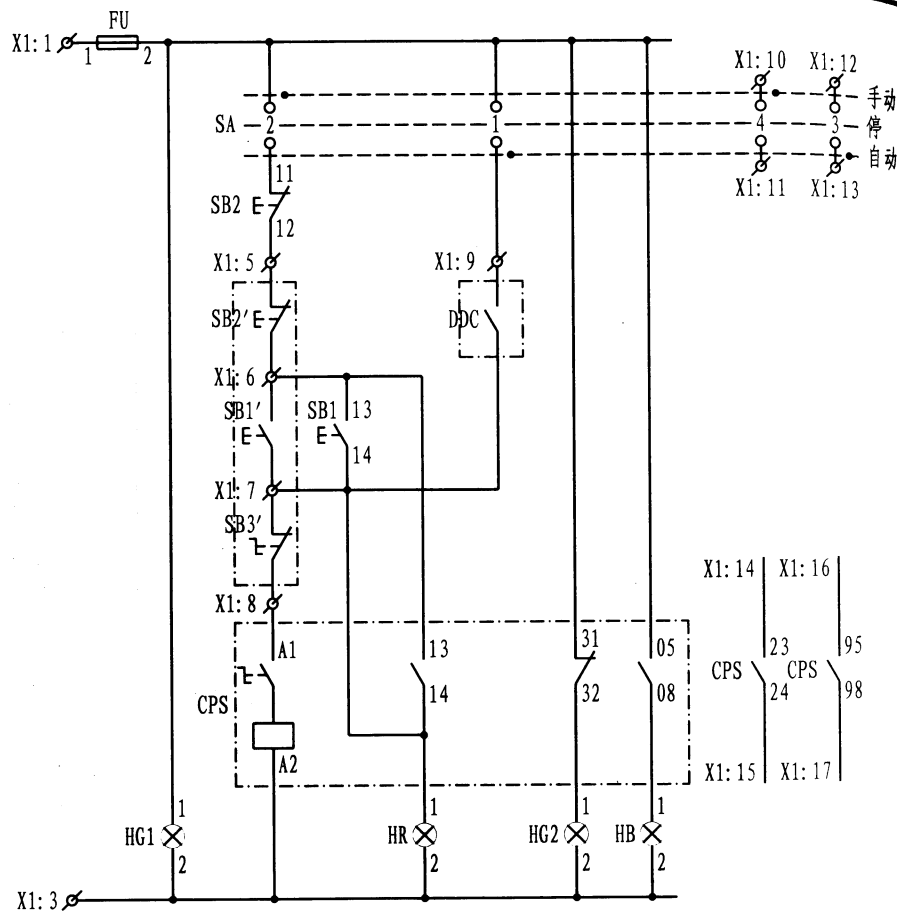 FU
X1:1
1
2
X1:10
X1:12
手动
SA
2
1
4
3
停
自动
X1:11
X1:13
11
SB2
12
X1:5
X1:9
SB2'
DDC
X1:6
SB1'
SB1
13
14
X1:7
SB3'
X1:14
X1:16
X1:8
A1
13
31
05
23
95
CPS
CPS
CPS
14
32
08
24
98
A2
X1:15
X1:17
1
1
1
1
HG1
HR
HG2
HB
2
2
2
2
X1:3